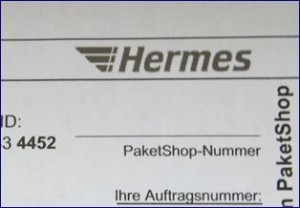 Hermes
ID:
3 4452
PaketShop-Nummer
Ihre Auftragsnummer:
PaketShop